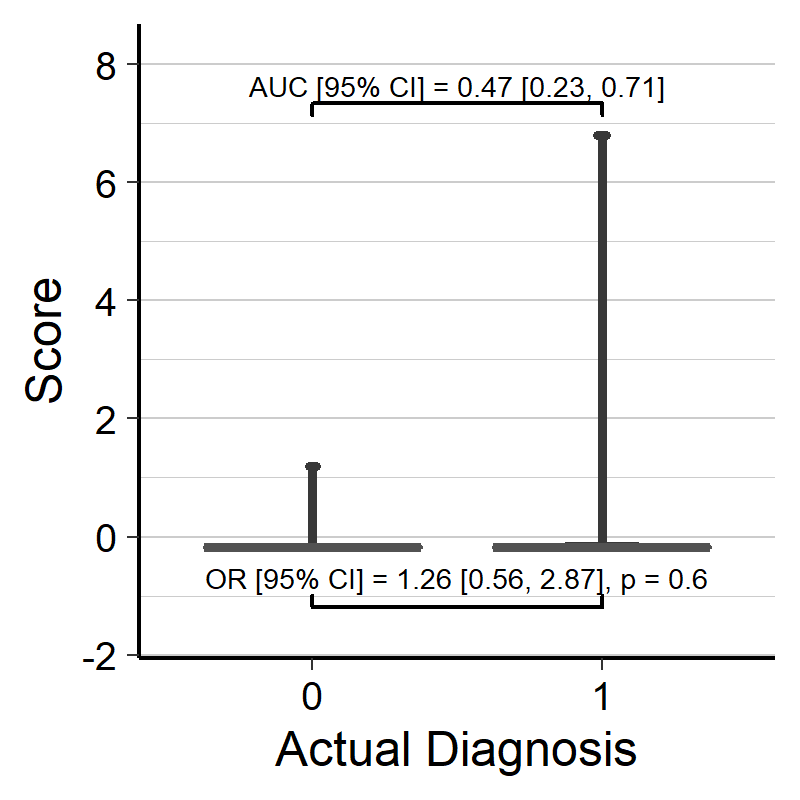 8
AUC [95% CI] = 0.47 [0.23, 0.71]
6
4
Score
2
0
OR [95% CI] = 1.26 [0.56, 2.87], p = 0.6
-2
0 1
Actual Diagnosis